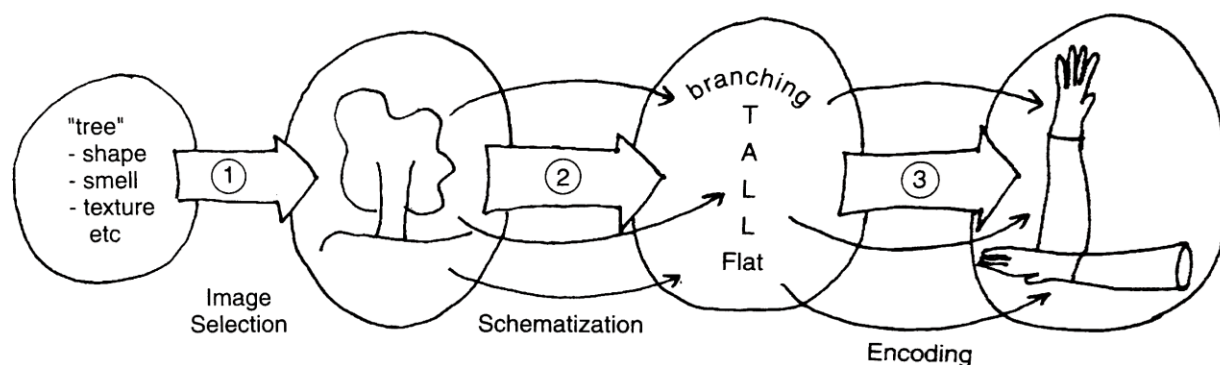 "tree"
- shape
- smell
- texture
etc
1
Image
Selection
2
Schematization
branching
T
A
L
L
Flat
3
Encoding